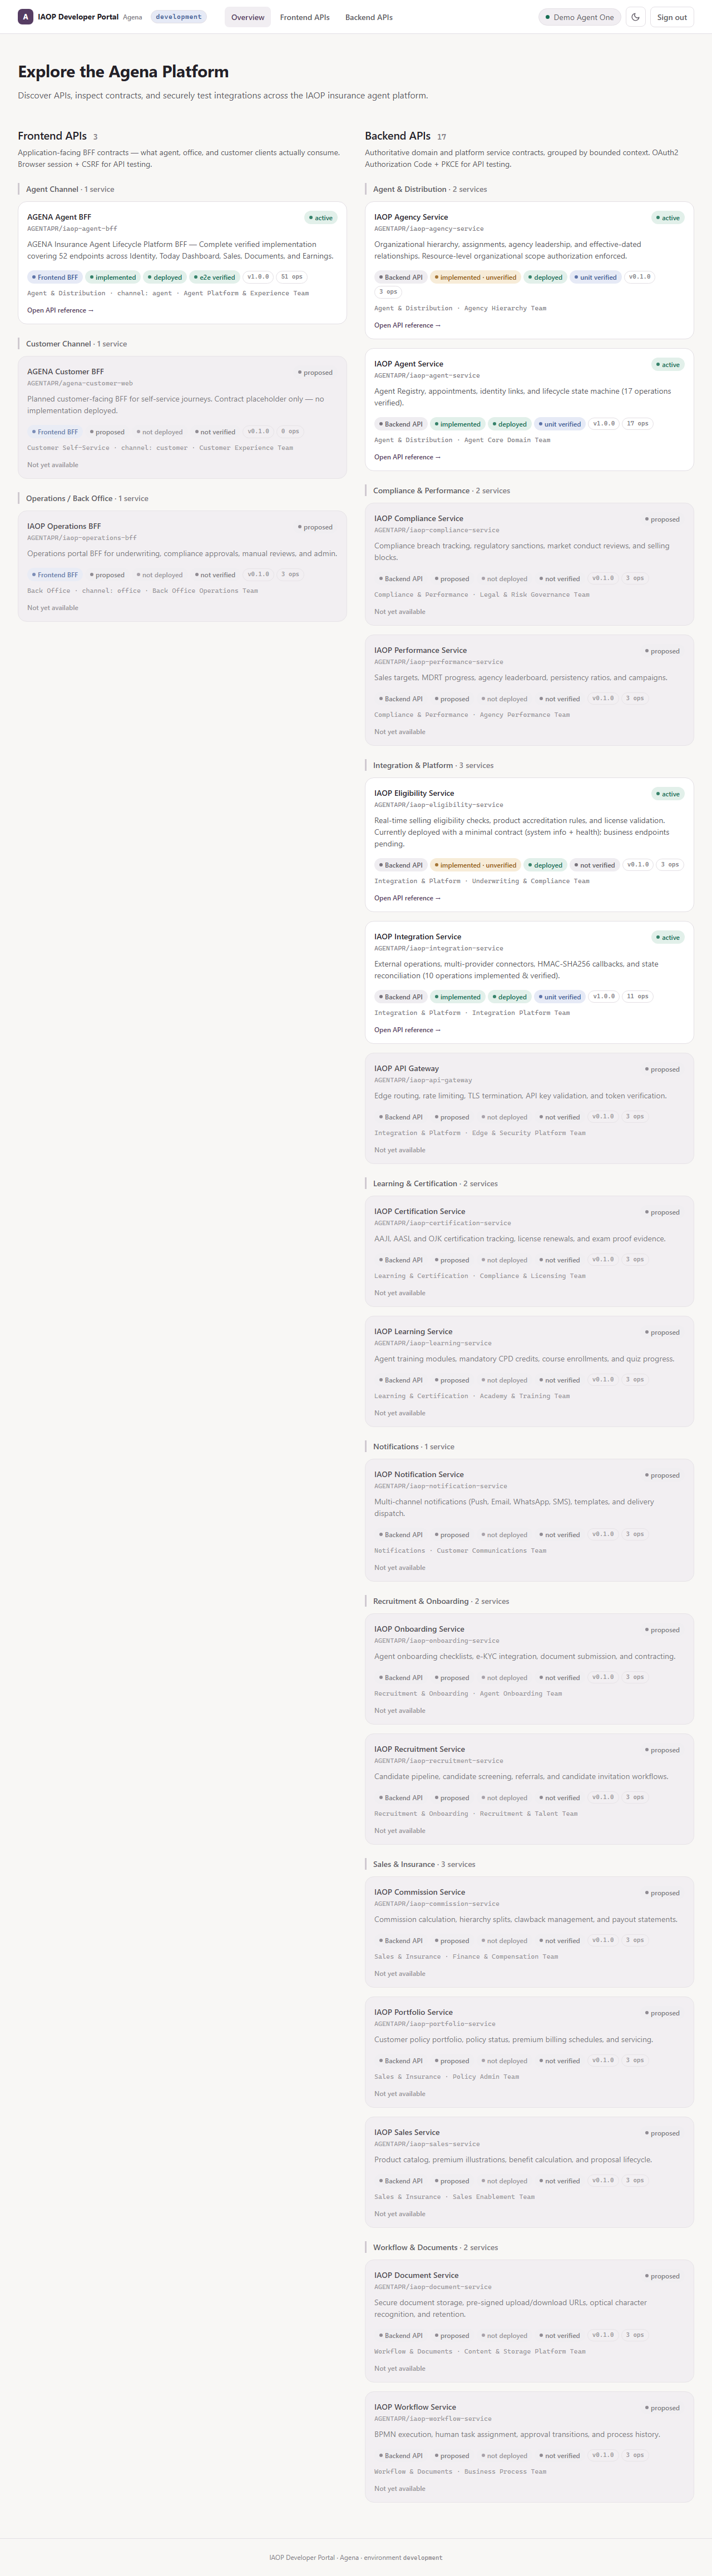 A IAOP Developer Portal Agena development Overview Frontend APIs Backend APIs Demo Agent One Sign out
Explore the Agena Platform
Discover APIs, inspect contracts, and securely test integrations across the IAOP insurance agent platform.
Frontend APIs 3
Application-facing BFF contracts — what agent, office, and customer clients actually consume.
Browser session + CSRF for API testing.
Agent Channel · 1 service
AGENA Agent BFF active
AGENTAPR/iaop-agent-bff
AGENA Insurance Agent Lifecycle Platform BFF — Complete verified implementation
covering 52 endpoints across Identity, Today Dashboard, Sales, Documents, and Earnings.
Frontend BFF implemented deployed e2e verified v1.0.0 51 ops
Agent & Distribution · channel: agent · Agent Platform & Experience Team
Open API reference →
Customer Channel · 1 service
AGENA Customer BFF proposed
AGENTAPR/agena-customer-web
Planned customer-facing BFF for self-service journeys. Contract placeholder only — no
implementation deployed.
Frontend BFF proposed not deployed not verified v0.1.0 0 ops
Customer Self-Service · channel: customer · Customer Experience Team
Not yet available
Operations / Back Office · 1 service
IAOP Operations BFF proposed
AGENTAPR/iaop-operations-bff
Operations portal BFF for underwriting, compliance approvals, manual reviews, and admin.
Frontend BFF proposed not deployed not verified v0.1.0 3 ops
Back Office · channel: office · Back Office Operations Team
Not yet available
Backend APIs 17
Authoritative domain and platform service contracts, grouped by bounded context. OAuth2
Authorization Code + PKCE for API testing.
Agent & Distribution · 2 services
IAOP Agency Service active
AGENTAPR/iaop-agency-service
Organizational hierarchy, assignments, agency leadership, and effective-dated
relationships. Resource-level organizational scope authorization enforced.
Backend API implemented · unverified deployed unit verified v0.1.0
3 ops
Agent & Distribution · Agency Hierarchy Team
Open API reference →
IAOP Agent Service active
AGENTAPR/iaop-agent-service
Agent Registry, appointments, identity links, and lifecycle state machine (17 operations
verified).
Backend API implemented deployed unit verified v1.0.0 17 ops
Agent & Distribution · Agent Core Domain Team
Open API reference →
Compliance & Performance · 2 services
IAOP Compliance Service proposed
AGENTAPR/iaop-compliance-service
Compliance breach tracking, regulatory sanctions, market conduct reviews, and selling
blocks.
Backend API proposed not deployed not verified v0.1.0 3 ops
Compliance & Performance · Legal & Risk Governance Team
Not yet available
IAOP Performance Service proposed
AGENTAPR/iaop-performance-service
Sales targets, MDRT progress, agency leaderboard, persistency ratios, and campaigns.
Backend API proposed not deployed not verified v0.1.0 3 ops
Compliance & Performance · Agency Performance Team
Not yet available
Integration & Platform · 3 services
IAOP Eligibility Service active
AGENTAPR/iaop-eligibility-service
Real-time selling eligibility checks, product accreditation rules, and license validation.
Currently deployed with a minimal contract (system info + health); business endpoints
pending.
Backend API implemented · unverified deployed not verified v0.1.0 3 ops
Integration & Platform · Underwriting & Compliance Team
Open API reference →
IAOP Integration Service active
AGENTAPR/iaop-integration-service
External operations, multi-provider connectors, HMAC-SHA256 callbacks, and state
reconciliation (10 operations implemented & verified).
Backend API implemented deployed unit verified v1.0.0 11 ops
Integration & Platform · Integration Platform Team
Open API reference →
IAOP API Gateway proposed
AGENTAPR/iaop-api-gateway
Edge routing, rate limiting, TLS termination, API key validation, and token verification.
Backend API proposed not deployed not verified v0.1.0 3 ops
Integration & Platform · Edge & Security Platform Team
Not yet available
Learning & Certification · 2 services
IAOP Certification Service proposed
AGENTAPR/iaop-certification-service
AAJI, AASI, and OJK certification tracking, license renewals, and exam proof evidence.
Backend API proposed not deployed not verified v0.1.0 3 ops
Learning & Certification · Compliance & Licensing Team
Not yet available
IAOP Learning Service proposed
AGENTAPR/iaop-learning-service
Agent training modules, mandatory CPD credits, course enrollments, and quiz progress.
Backend API proposed not deployed not verified v0.1.0 3 ops
Learning & Certification · Academy & Training Team
Not yet available
Notifications · 1 service
IAOP Notification Service proposed
AGENTAPR/iaop-notification-service
Multi-channel notifications (Push, Email, WhatsApp, SMS), templates, and delivery
dispatch.
Backend API proposed not deployed not verified v0.1.0 3 ops
Notifications · Customer Communications Team
Not yet available
Recruitment & Onboarding · 2 services
IAOP Onboarding Service proposed
AGENTAPR/iaop-onboarding-service
Agent onboarding checklists, e-KYC integration, document submission, and contracting.
Backend API proposed not deployed not verified v0.1.0 3 ops
Recruitment & Onboarding · Agent Onboarding Team
Not yet available
IAOP Recruitment Service proposed
AGENTAPR/iaop-recruitment-service
Candidate pipeline, candidate screening, referrals, and candidate invitation workflows.
Backend API proposed not deployed not verified v0.1.0 3 ops
Recruitment & Onboarding · Recruitment & Talent Team
Not yet available
Sales & Insurance · 3 services
IAOP Commission Service proposed
AGENTAPR/iaop-commission-service
Commission calculation, hierarchy splits, clawback management, and payout statements.
Backend API proposed not deployed not verified v0.1.0 3 ops
Sales & Insurance · Finance & Compensation Team
Not yet available
IAOP Portfolio Service proposed
AGENTAPR/iaop-portfolio-service
Customer policy portfolio, policy status, premium billing schedules, and servicing.
Backend API proposed not deployed not verified v0.1.0 3 ops
Sales & Insurance · Policy Admin Team
Not yet available
IAOP Sales Service proposed
AGENTAPR/iaop-sales-service
Product catalog, premium illustrations, benefit calculation, and proposal lifecycle.
Backend API proposed not deployed not verified v0.1.0 3 ops
Sales & Insurance · Sales Enablement Team
Not yet available
Workflow & Documents · 2 services
IAOP Document Service proposed
AGENTAPR/iaop-document-service
Secure document storage, pre-signed upload/download URLs, optical character
recognition, and retention.
Backend API proposed not deployed not verified v0.1.0 3 ops
Workflow & Documents · Content & Storage Platform Team
Not yet available
IAOP Workflow Service proposed
AGENTAPR/iaop-workflow-service
BPMN execution, human task assignment, approval transitions, and process history.
Backend API proposed not deployed not verified v0.1.0 3 ops
Workflow & Documents · Business Process Team
Not yet available
IAOP Developer Portal · Agena · environment development